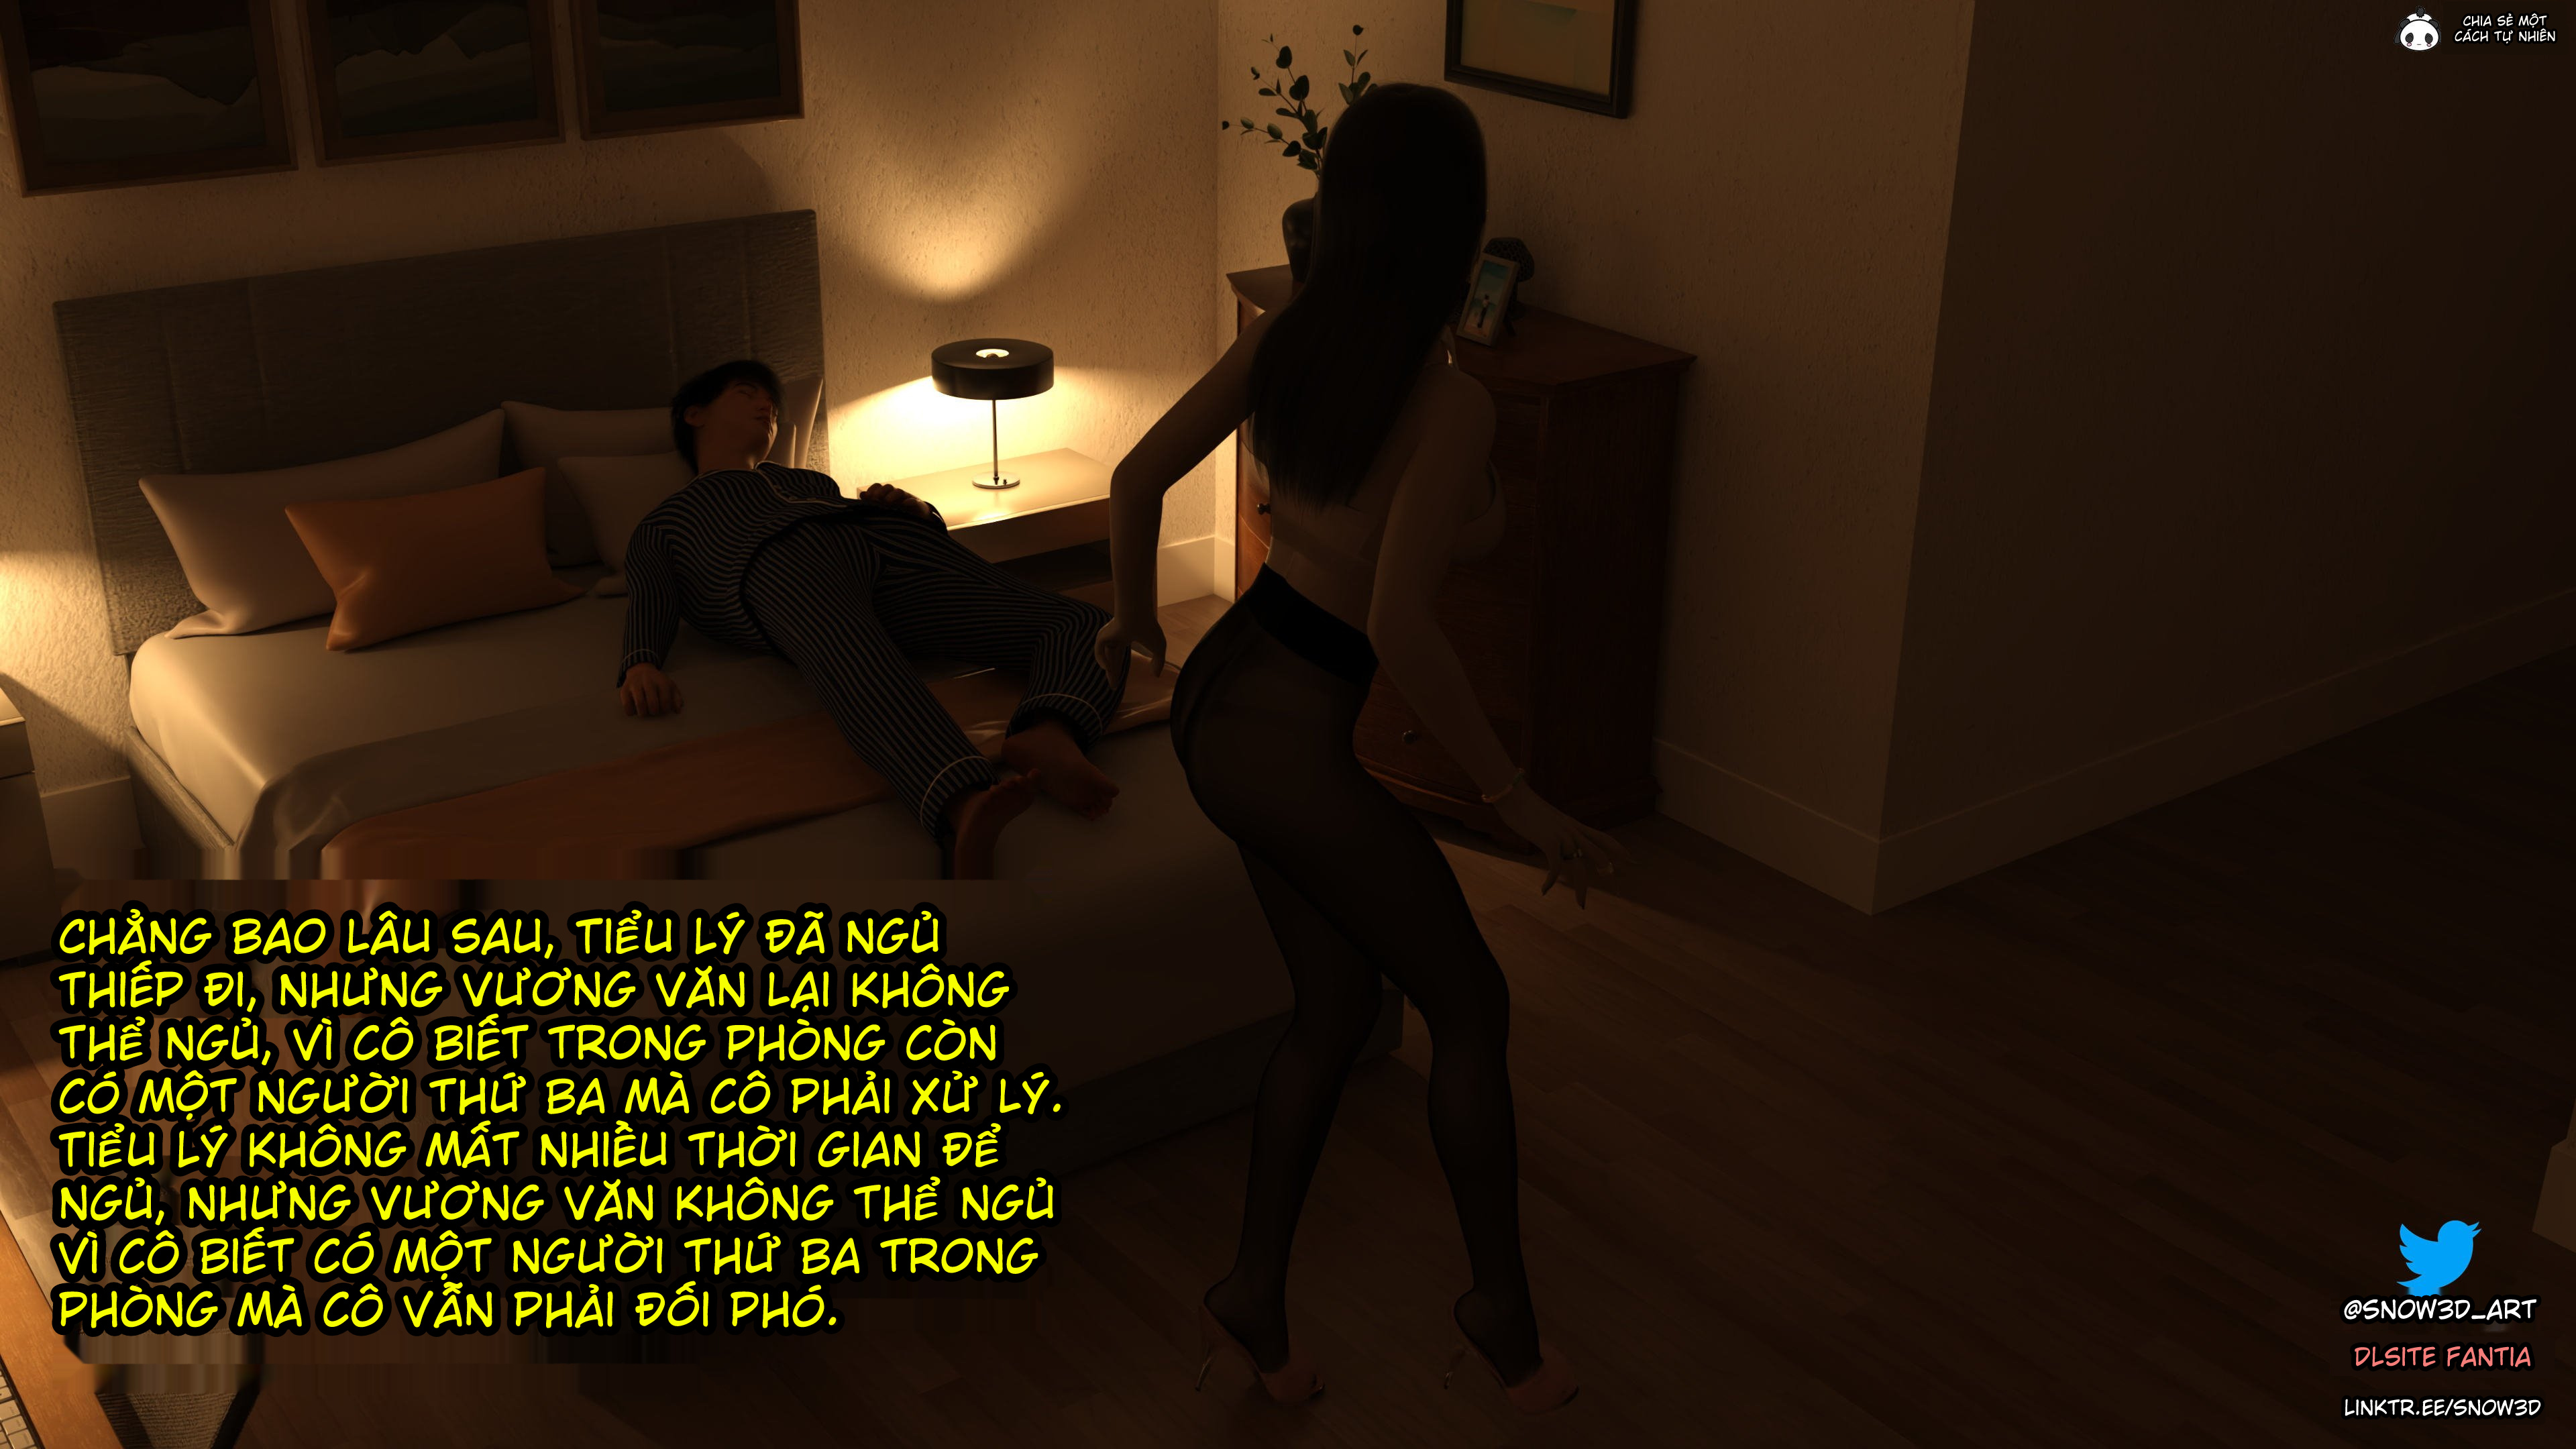 CHIA SẺ MỘT
CÁCH TỰ NHIÊN
CHẲNG BAO LÂU SAU, TIỂU LÝ ĐÃ NGỦ
THIẾP ĐI, NHƯNG VƯƠNG VĂN LẠI KHÔNG
THỂ NGỦ, VÌ CÔ BIẾT TRONG PHÒNG CÒN
CÓ MỘT NGƯỜI THỨ BA MÀ CÔ PHẢI XỬ LÝ.
TIỂU LÝ KHÔNG MẤT NHIỀU THỜI GIAN ĐỂ
NGỦ, NHƯNG VƯƠNG VĂN KHÔNG THỂ NGỦ
VÌ CÔ BIẾT CÓ MỘT NGƯỜI THỨ BA TRONG
PHÒNG MÀ CÔ VẪN PHẢI ĐỐI PHÓ.
@SNOW3D_ART
DLSITE FANTIA
LINKTR.EE/SNOW3D